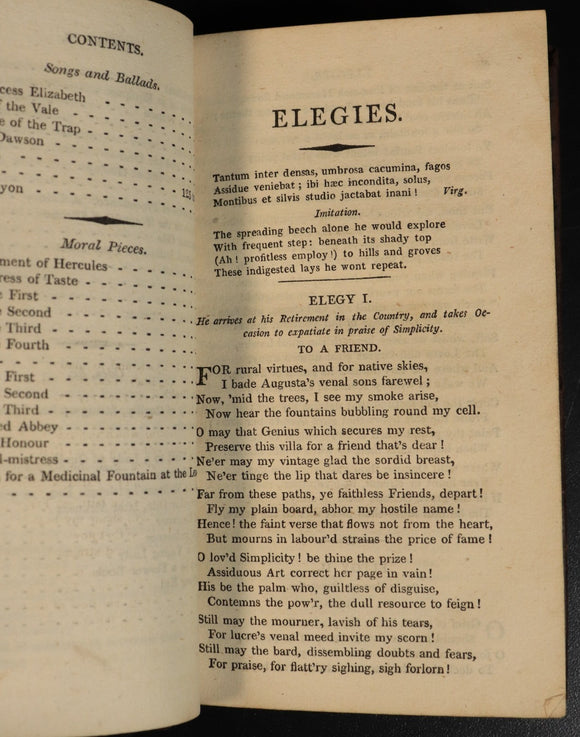 CONTENTS.
Songs and Ballads.
cess Elizabeth
f the Vale
e of the Trap
Dawson
yon
Moral Pieces.
ment of Hercules
ress of Taste
First
Second
Third
Fourth
First
Second
Third
ed Abbey
Honour
l-mistress
for a Medicinal Fountain at the Le
ELEGIES.
Tantum inter densas, umbrosa cacumina, fagos
Assidue veniebat; ibi hæc incondita, solus,
Montibus et silvis studio jactabat inani! Virg.
Imitation.
The spreading beech alone he would explore
With frequent step: beneath its shady top
(Ah! profitless employ!) to hills and groves
These indigested lays he wont repeat.
ELEGY I.
He arrives at his Retirement in the Country, and takes Oc-
casion to expatiate in praise of Simplicity.
TO A FRIEND.
FOR rural virtues, and for native skies,
I bade Augusta's venal sons farewel;
Now, 'mid the trees, I see my smoke arise,
Now hear the fountains bubbling round my cell.
O may that Genius which secures my rest,
Preserve this villa for a friend that's dear!
Ne'er may my vintage glad the sordid breast,
Ne'er tinge the lip that dares be insincere!
Far from these paths, ye faithless Friends, depart!
Fly my plain board, abhor my hostile name!
Hence! the faint verse that flows not from the heart,
But mourns in labour'd strains the price of fame!
O lov'd Simplicity! be thine the prize!
Assiduous Art correct her page in vain!
His be the palm who, guiltless of disguise,
Contemns the pow'r, the dull resource to feign!
Still may the mourner, lavish of his tears,
For lucre's venal meed invite my scorn!
Still may the bard, dissembling doubts and fears,
For praise, for flatt'ry sighing, sigh forlorn!